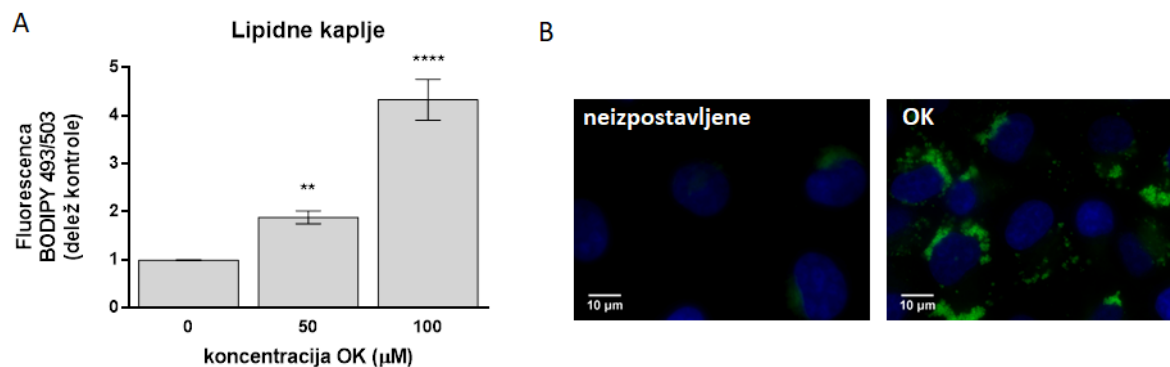 A
Lipidne kaplje
Fluorescenca
BODIPY 493/503
(delež kontrole)
5
4
3
2
1
0
**
****
0 50 100
koncentracija OK (µM)
B
neizpostavljene
10 µm
OK
10 µm